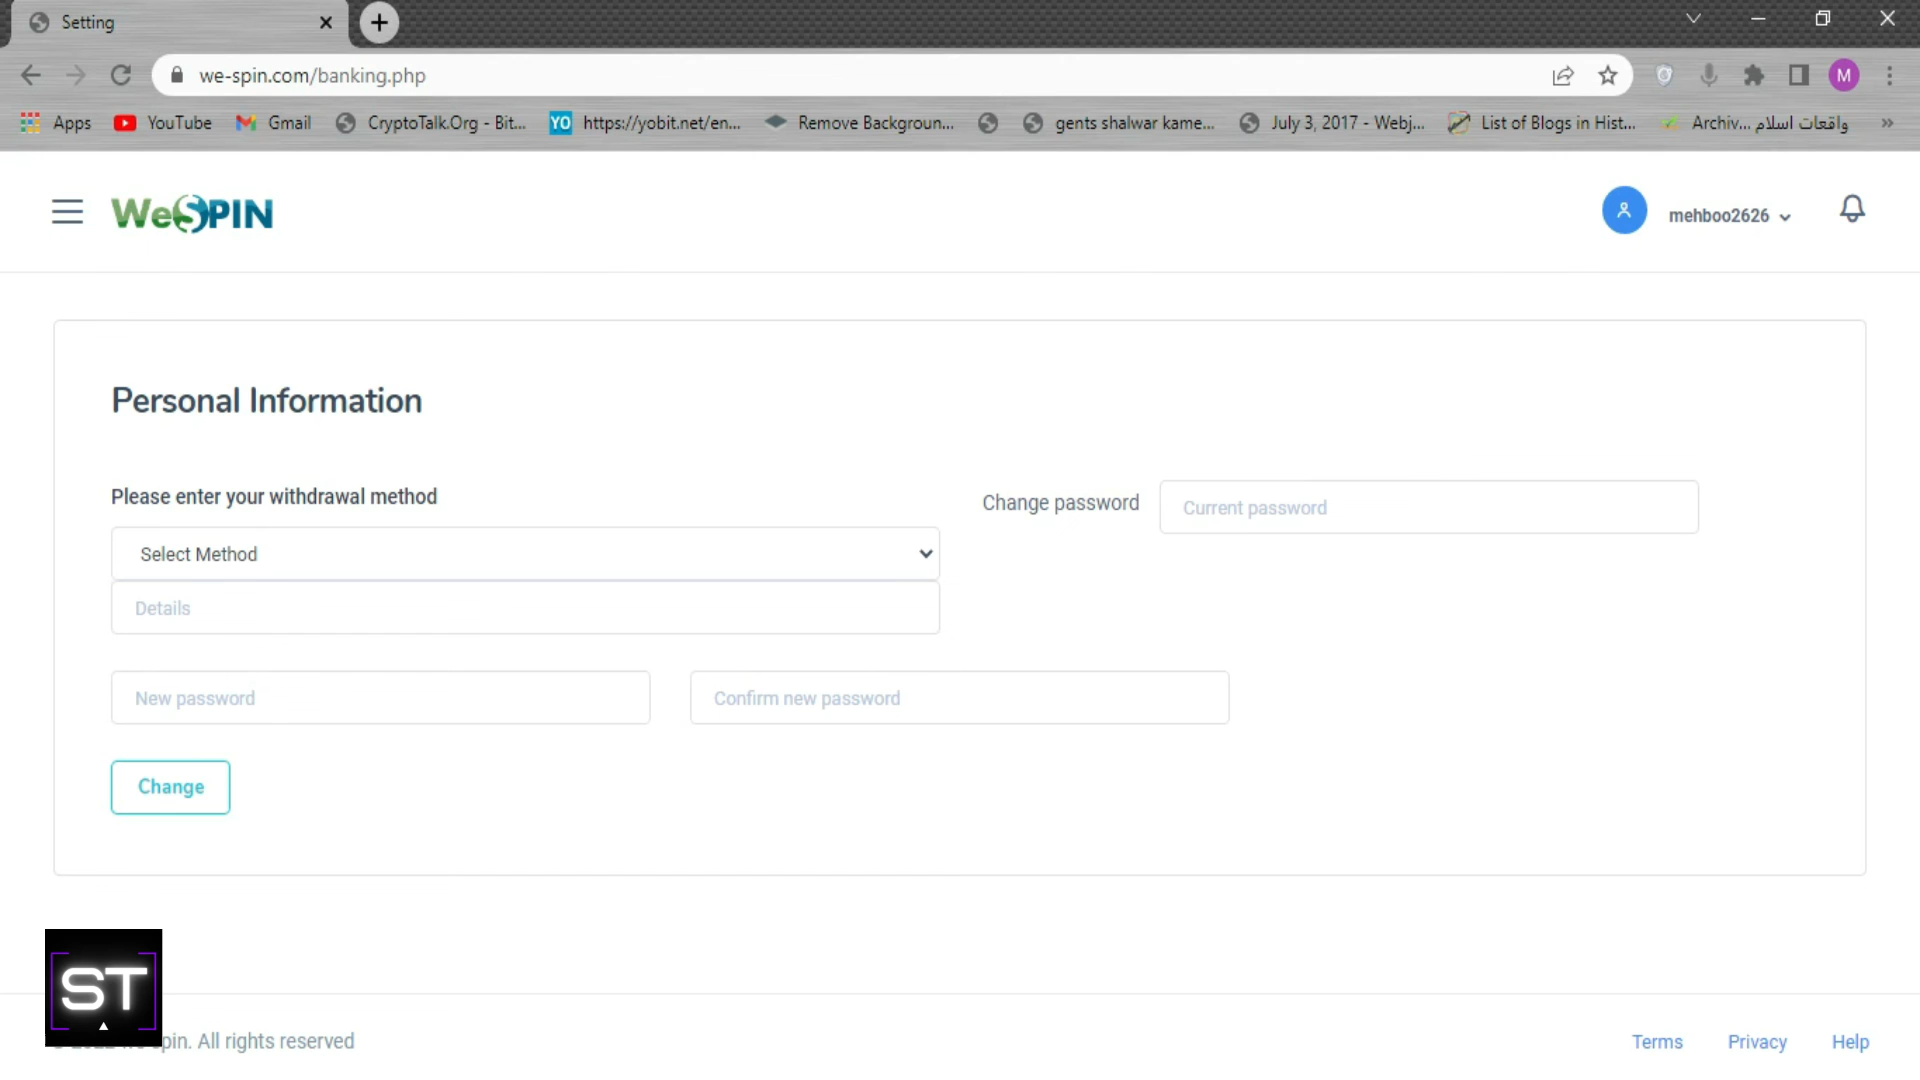 Setting
we-spin.com/banking.php
M
Apps
YouTube
Gmail
CryptoTalk.Org - Bit...
YO
https://yobit.net/en...
Remove Backgroun...
gents shalwar kame...
July 3, 2017 - Webj...
List of Blogs in Hist...
واقعات اسلام Archiv...
»
WeSPIN
mehboo2626
Personal Information
Please enter your withdrawal method
Change password
Current password
Select Method
Details
New password
Confirm new password
Change
ST
pin. All rights reserved
Terms
Privacy
Help